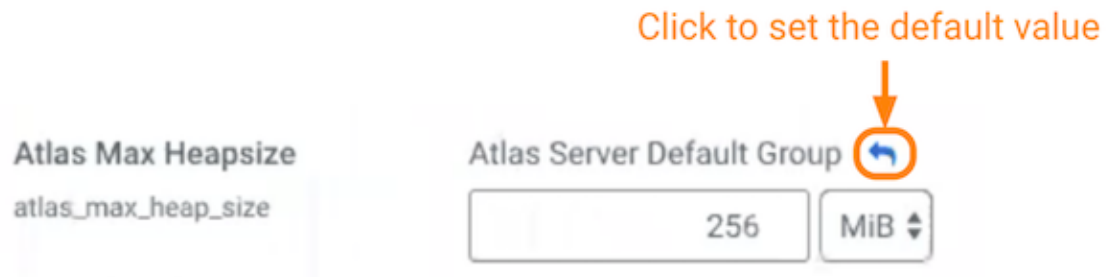 Click to set the default value
Atlas Max Heapsize
Atlas Server Default Group
atlas_max_heap_size
256
MiB